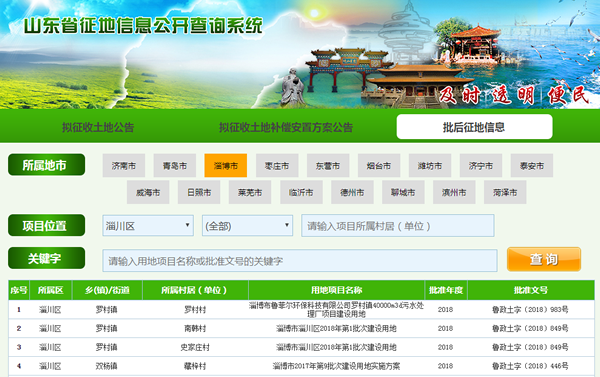 山东省征地信息公开查询系统
及时 透明 便民
拟征收土地公告 拟征收土地补偿安置方案公告 批后征地信息
所属地市 济南市 青岛市 淄博市 枣庄市 东营市 烟台市 潍坊市 济宁市 泰安市
威海市 日照市 莱芜市 临沂市 德州市 聊城市 滨州市 菏泽市
项目位置 淄川区 (全部) 请输入项目所属村居（单位）
关键字 请输入用地项目名称或批准文号的关键字 查 询
序号 所属区 乡(镇)/街道 所属村居（单位） 用地项目名称 批准年度 批准文号
1 淄川区 罗村镇 罗村村 淄博布鲁菲尔环保科技有限公司罗村镇40000m3d污水处理厂项目建设用地 2018 鲁政土字〔2018〕983号
2 淄川区 罗村镇 南韩村 淄博市淄川区2018年第1批次建设用地 2018 鲁政土字〔2018〕849号
3 淄川区 罗村镇 史家庄村 淄博市淄川区2018年第1批次建设用地 2018 鲁政土字〔2018〕849号
4 淄川区 双杨镇 藏梓村 淄博市2017年第9批次建设用地实施方案 2018 鲁政土字〔2018〕446号